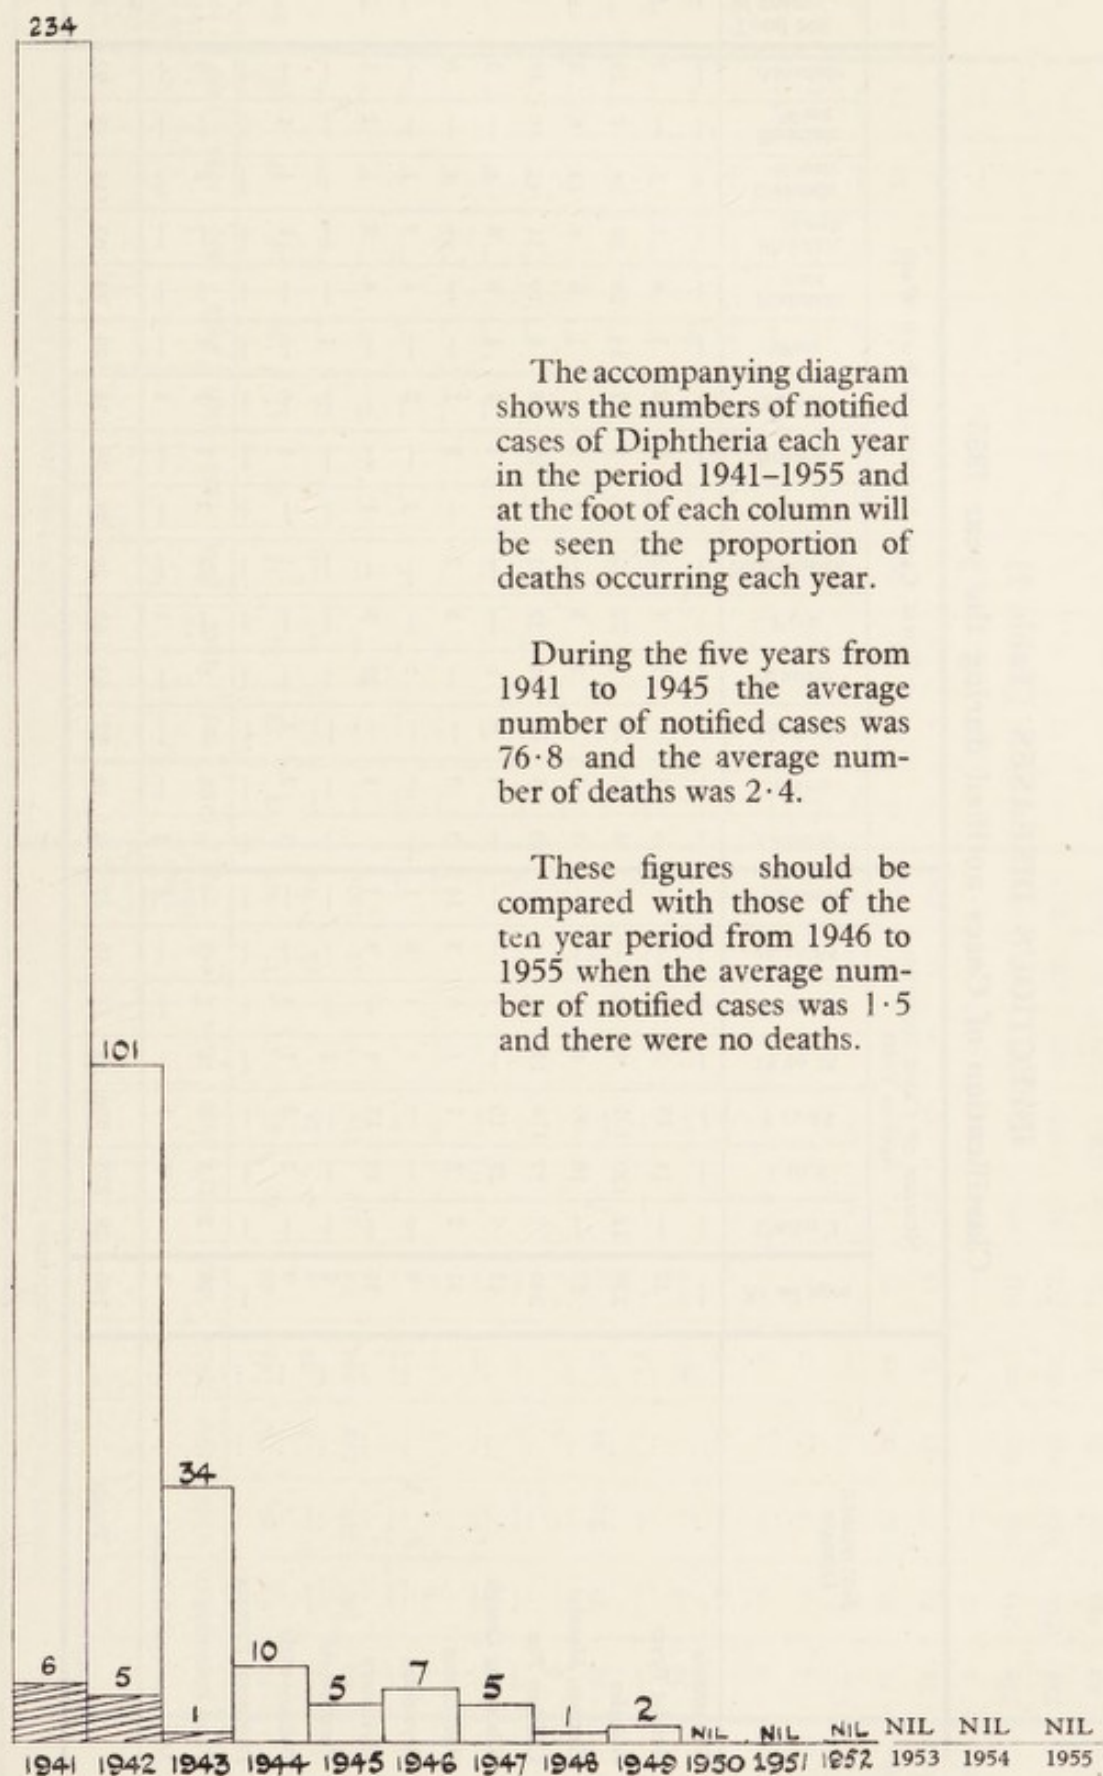 234
The accompanying diagram
shows the numbers of notified
cases of Diphtheria each year
in the period 1941–1955 and
at the foot of each column will
be seen the proportion of
deaths occurring each year.
During the five years from
1941 to 1945 the average
number of notified cases was
76·8 and the average num-
ber of deaths was 2·4.
These figures should be
compared with those of the
ten year period from 1946 to
1955 when the average num-
ber of notified cases was 1·5
and there were no deaths.
101
34
10
6 5 1 5 7 5 1 2 NIL NIL NIL NIL NIL NIL
1941 1942 1943 1944 1945 1946 1947 1948 1949 1950 1951 1952 1953 1954 1955